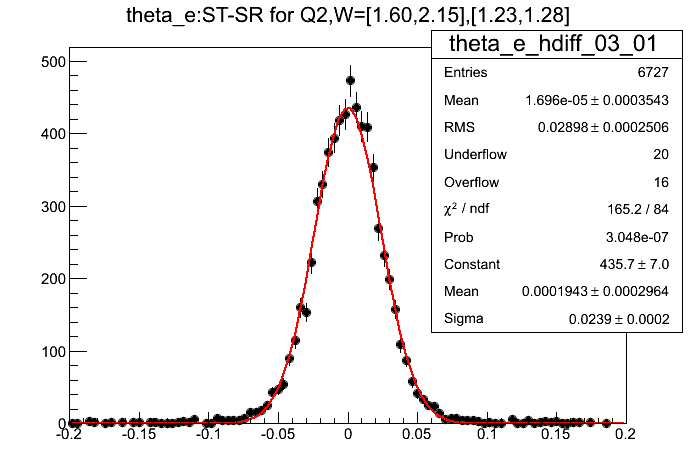 theta_e:ST-SR for Q2,W=[1.60,2.15],[1.23,1.28]
theta_e_hdiff_03_01
Entries 6727
Mean 1.696e-05 ± 0.0003543
RMS 0.02898 ± 0.0002506
Underflow 20
Overflow 16
χ² / ndf 165.2 / 84
Prob 3.048e-07
Constant 435.7 ± 7.0
Mean 0.0001943 ± 0.0002964
Sigma 0.0239 ± 0.0002
500
400
300
200
100
0
-0.2 -0.15 -0.1 -0.05 0 0.05 0.1 0.15 0.2